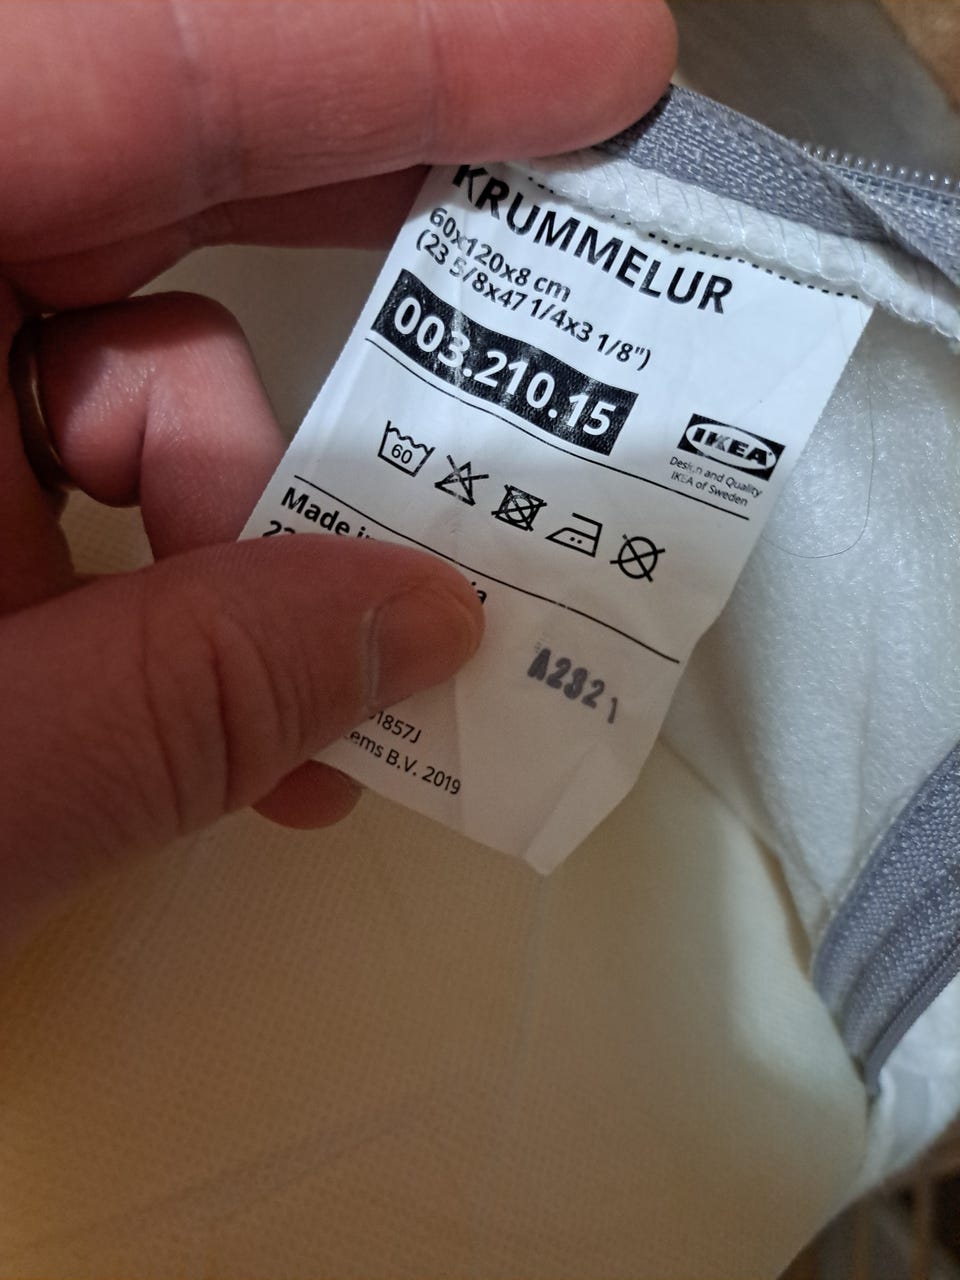 KRUMMELUR
60x120x8 cm
(23 5/8x47 1/4x3 1/8")
003.210.15
IKEA
Design and Quality
IKEA of Sweden
60
Made
A282 1
B.V. 2019